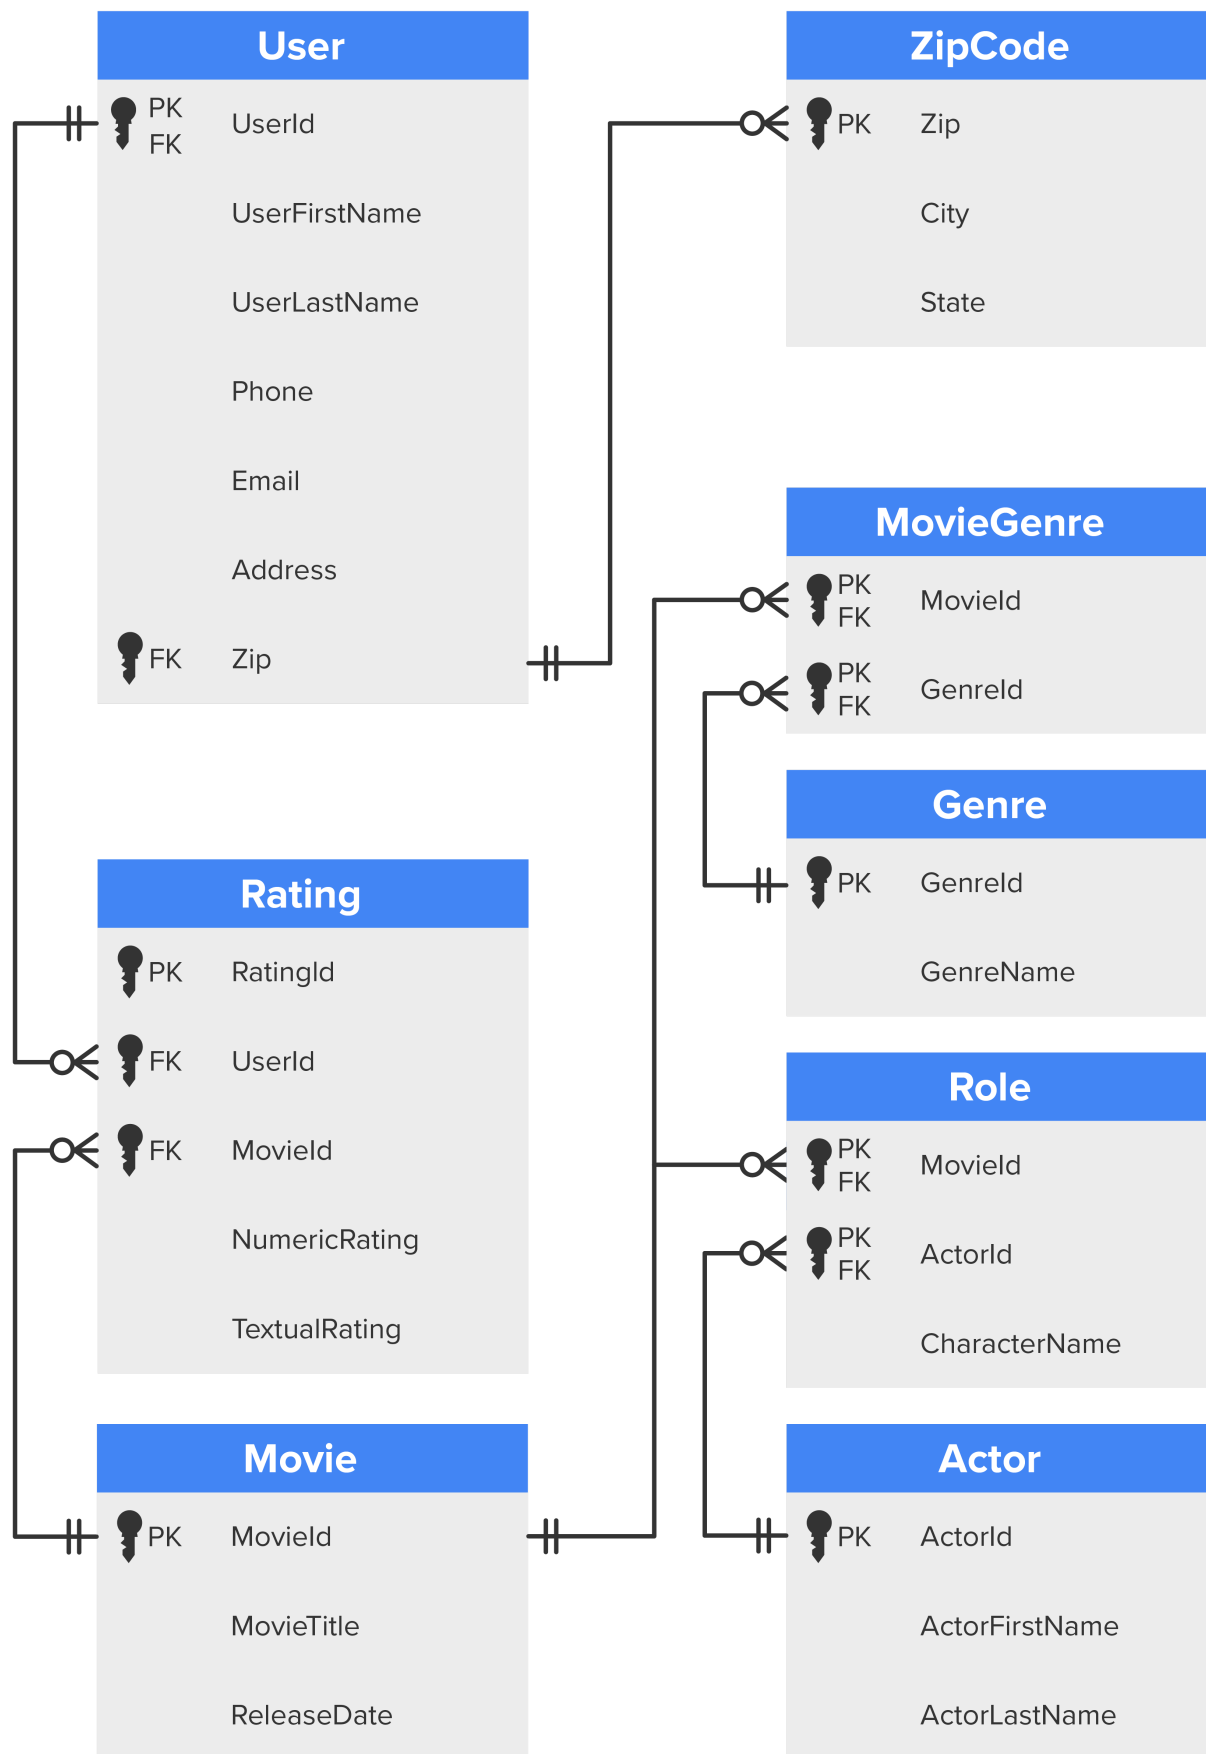 User
PK
FK
UserId
UserFirstName
UserLastName
Phone
Email
Address
FK Zip
ZipCode
PK Zip
City
State
MovieGenre
PK
FK
MovieId
PK
FK
GenreId
Genre
PK GenreId
GenreName
Rating
PK RatingId
FK UserId
FK MovieId
NumericRating
TextualRating
Role
PK
FK
MovieId
PK
FK
ActorId
CharacterName
Movie
PK MovieId
MovieTitle
ReleaseDate
Actor
PK ActorId
ActorFirstName
ActorLastName